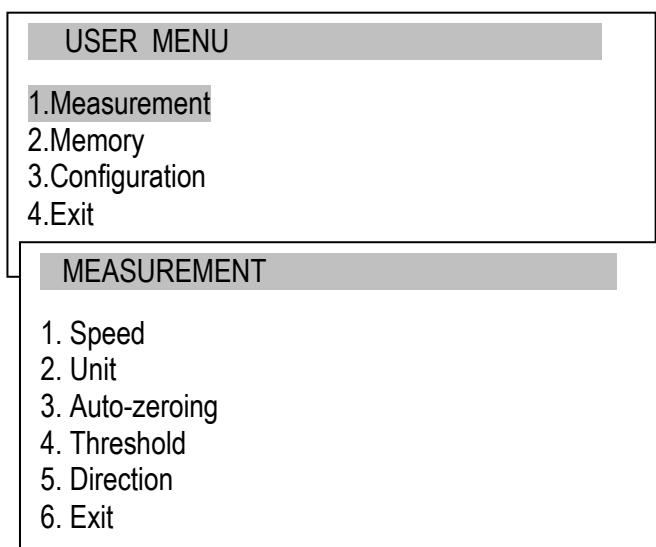 USER MENU
1.Measurement
2.Memory
3.Configuration
4.Exit
MEASUREMENT
1. Speed
2. Unit
3. Auto-zeroing
4. Threshold
5. Direction
6. Exit